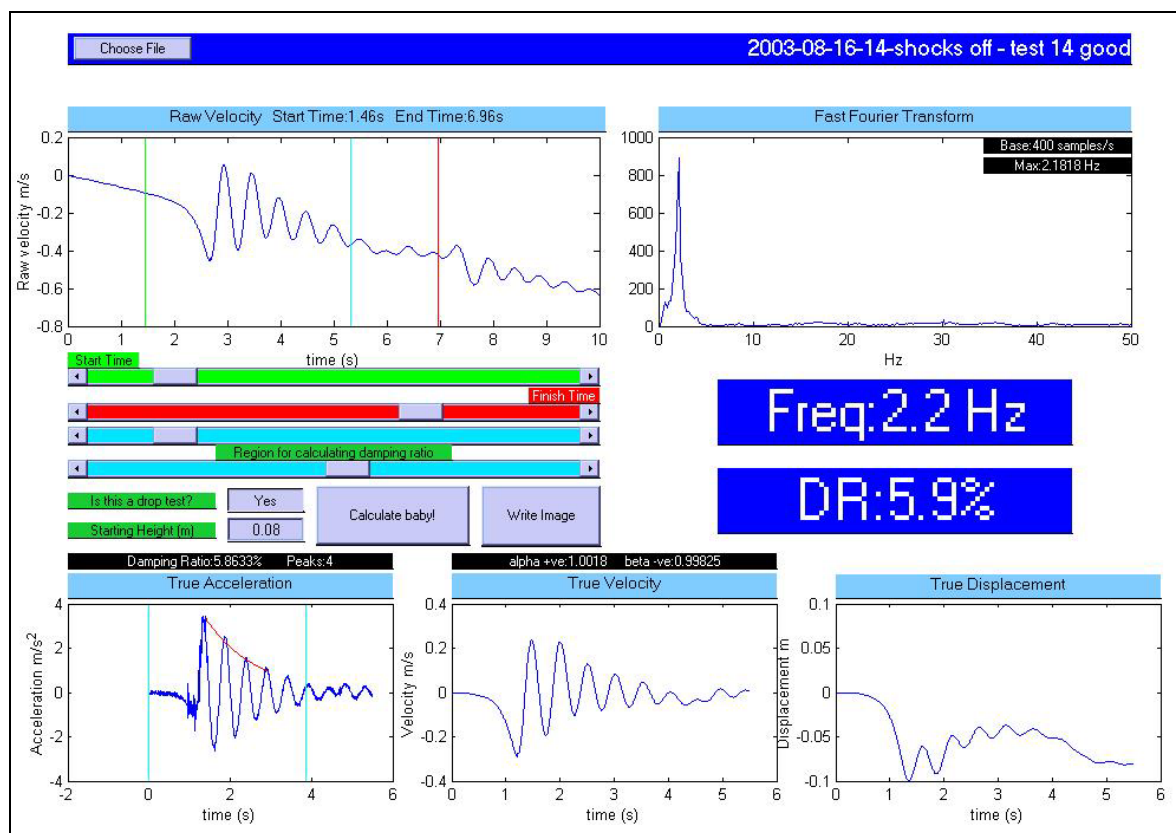 Choose File
2003-08-16-14-shocks off - test 14 good
Raw Velocity Start Time:1.46s End Time:6.96s
0.2
0
-0.2
-0.4
-0.6
-0.8
Raw velocity m/s
0 1 2 3 4 5 6 7 8 9 10
time (s)
Fast Fourier Transform
Base:400 samples/s
Max:2.1818 Hz
1000
800
600
400
200
0
0 10 20 30 40 50
Hz
Start Time
Finish Time
Region for calculating damping ratio
Is this a drop test? Yes
Starting Height (m) 0.08
Calculate baby!
Write Image
Freq:2.2 Hz
DR:5.9%
Damping Ratio:5.8633% Peaks:4
True Acceleration
4
2
0
-2
-4
Acceleration m/s2
-2 0 2 4 6
time (s)
alpha +ve:1.0018 beta -ve:0.99825
True Velocity
0.4
0.2
0
-0.2
-0.4
Velocity m/s
0 1 2 3 4 5 6
time (s)
True Displacement
0.1
0.05
0
-0.05
-0.1
Displacement m
0 1 2 3 4 5 6
time (s)